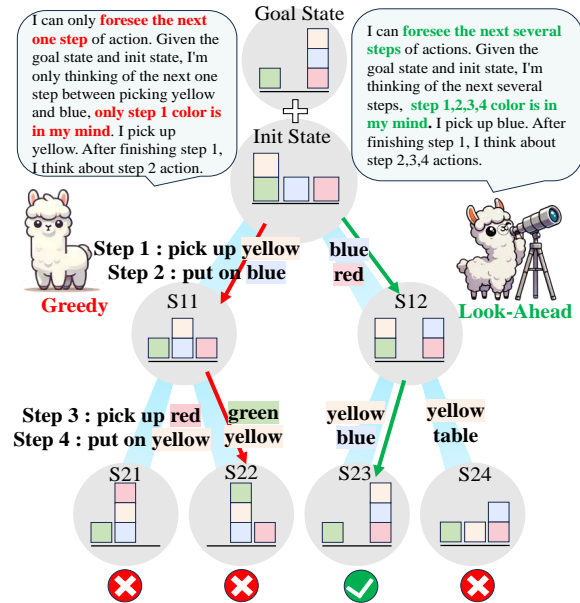 I can only foresee the next
one step of action. Given the
goal state and init state, I'm
only thinking of the next one
step between picking yellow
and blue, only step 1 color is
in my mind. I pick up
yellow. After finishing step 1,
I think about step 2 action.
Goal State
I can foresee the next several
steps of actions. Given the
goal state and init state, I'm
thinking of the next several
steps, step 1,2,3,4 color is in
my mind. I pick up blue. After
finishing step 1, I think about
step 2,3,4 actions.
Init State
Greedy
Step 1 : pick up yellow
Step 2 : put on blue
blue
red
Look-Ahead
S11
S12
Step 3 : pick up red
Step 4 : put on yellow
green
yellow
yellow
blue
yellow
table
S21
S22
S23
S24